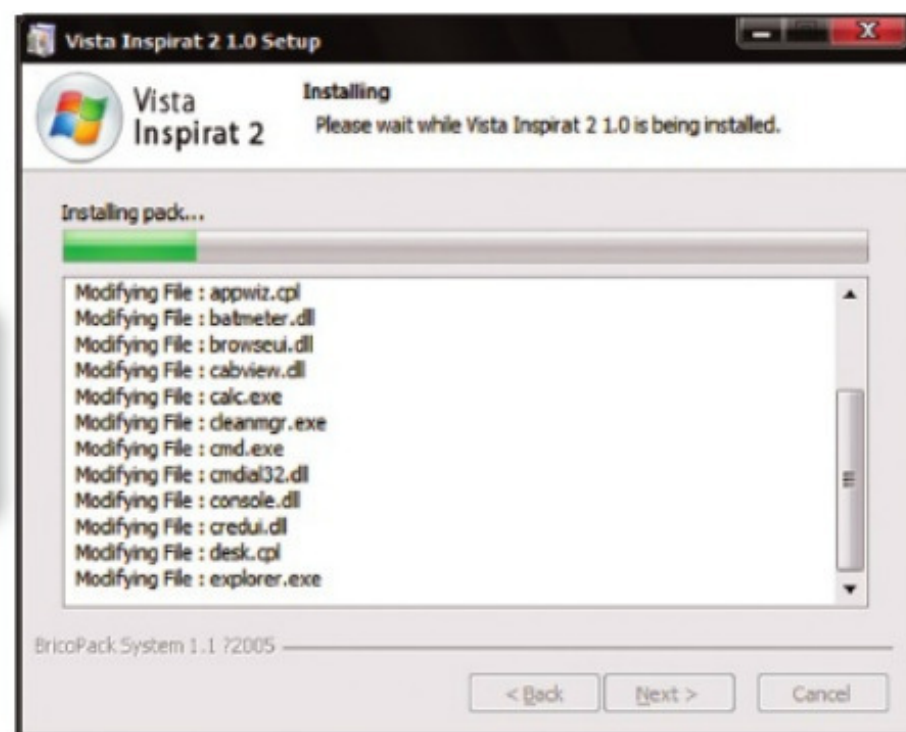 Vista Inspirat 2 1.0 Setup
Vista
Inspirat 2
Installing
Please wait while Vista Inspirat 2 1.0 is being installed.
Installing pack...
Modifying File : appwiz.cpl
Modifying File : batmeter.dll
Modifying File : browseui.dll
Modifying File : cabview.dll
Modifying File : calc.exe
Modifying File : cleanmgr.exe
Modifying File : cmd.exe
Modifying File : cmdial32.dll
Modifying File : console.dll
Modifying File : credui.dll
Modifying File : desk.cpl
Modifying File : explorer.exe
BricoPack System 1.1 ?2005
< Back
Next >
Cancel